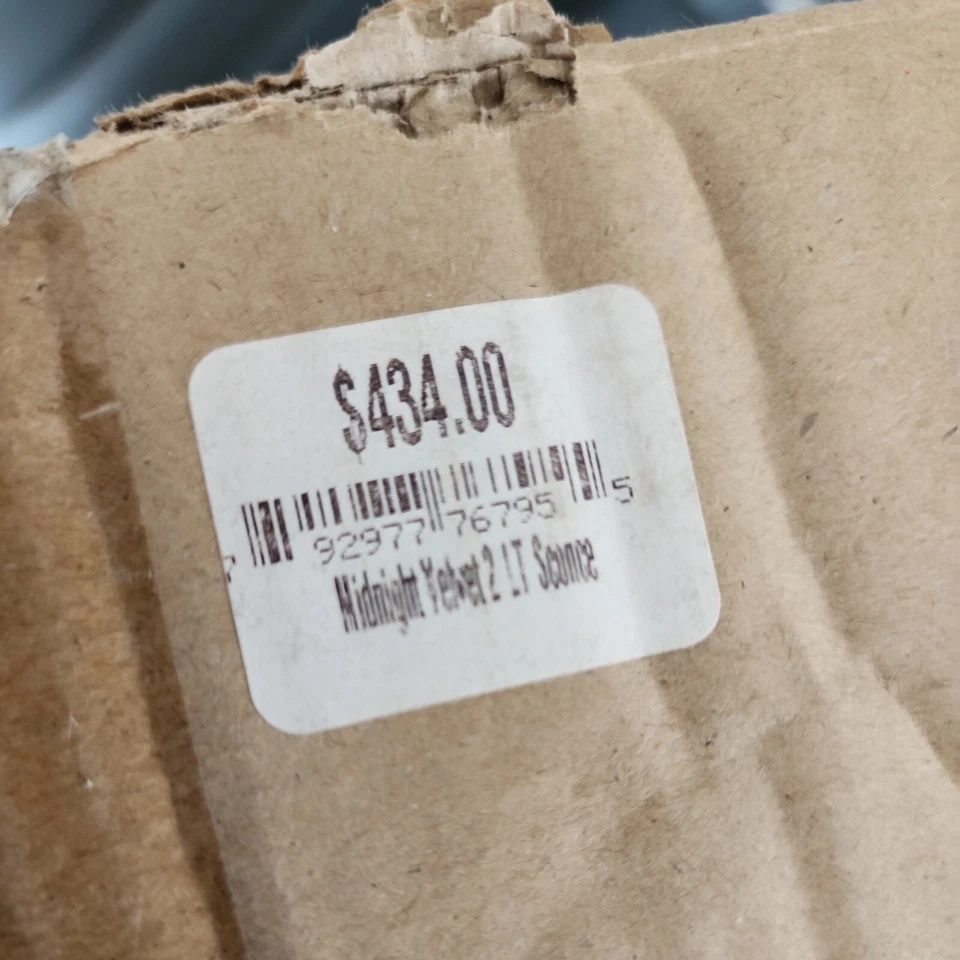 $434.00
7 92977 76795 5
Midnight Velvet 2 LT Sconce